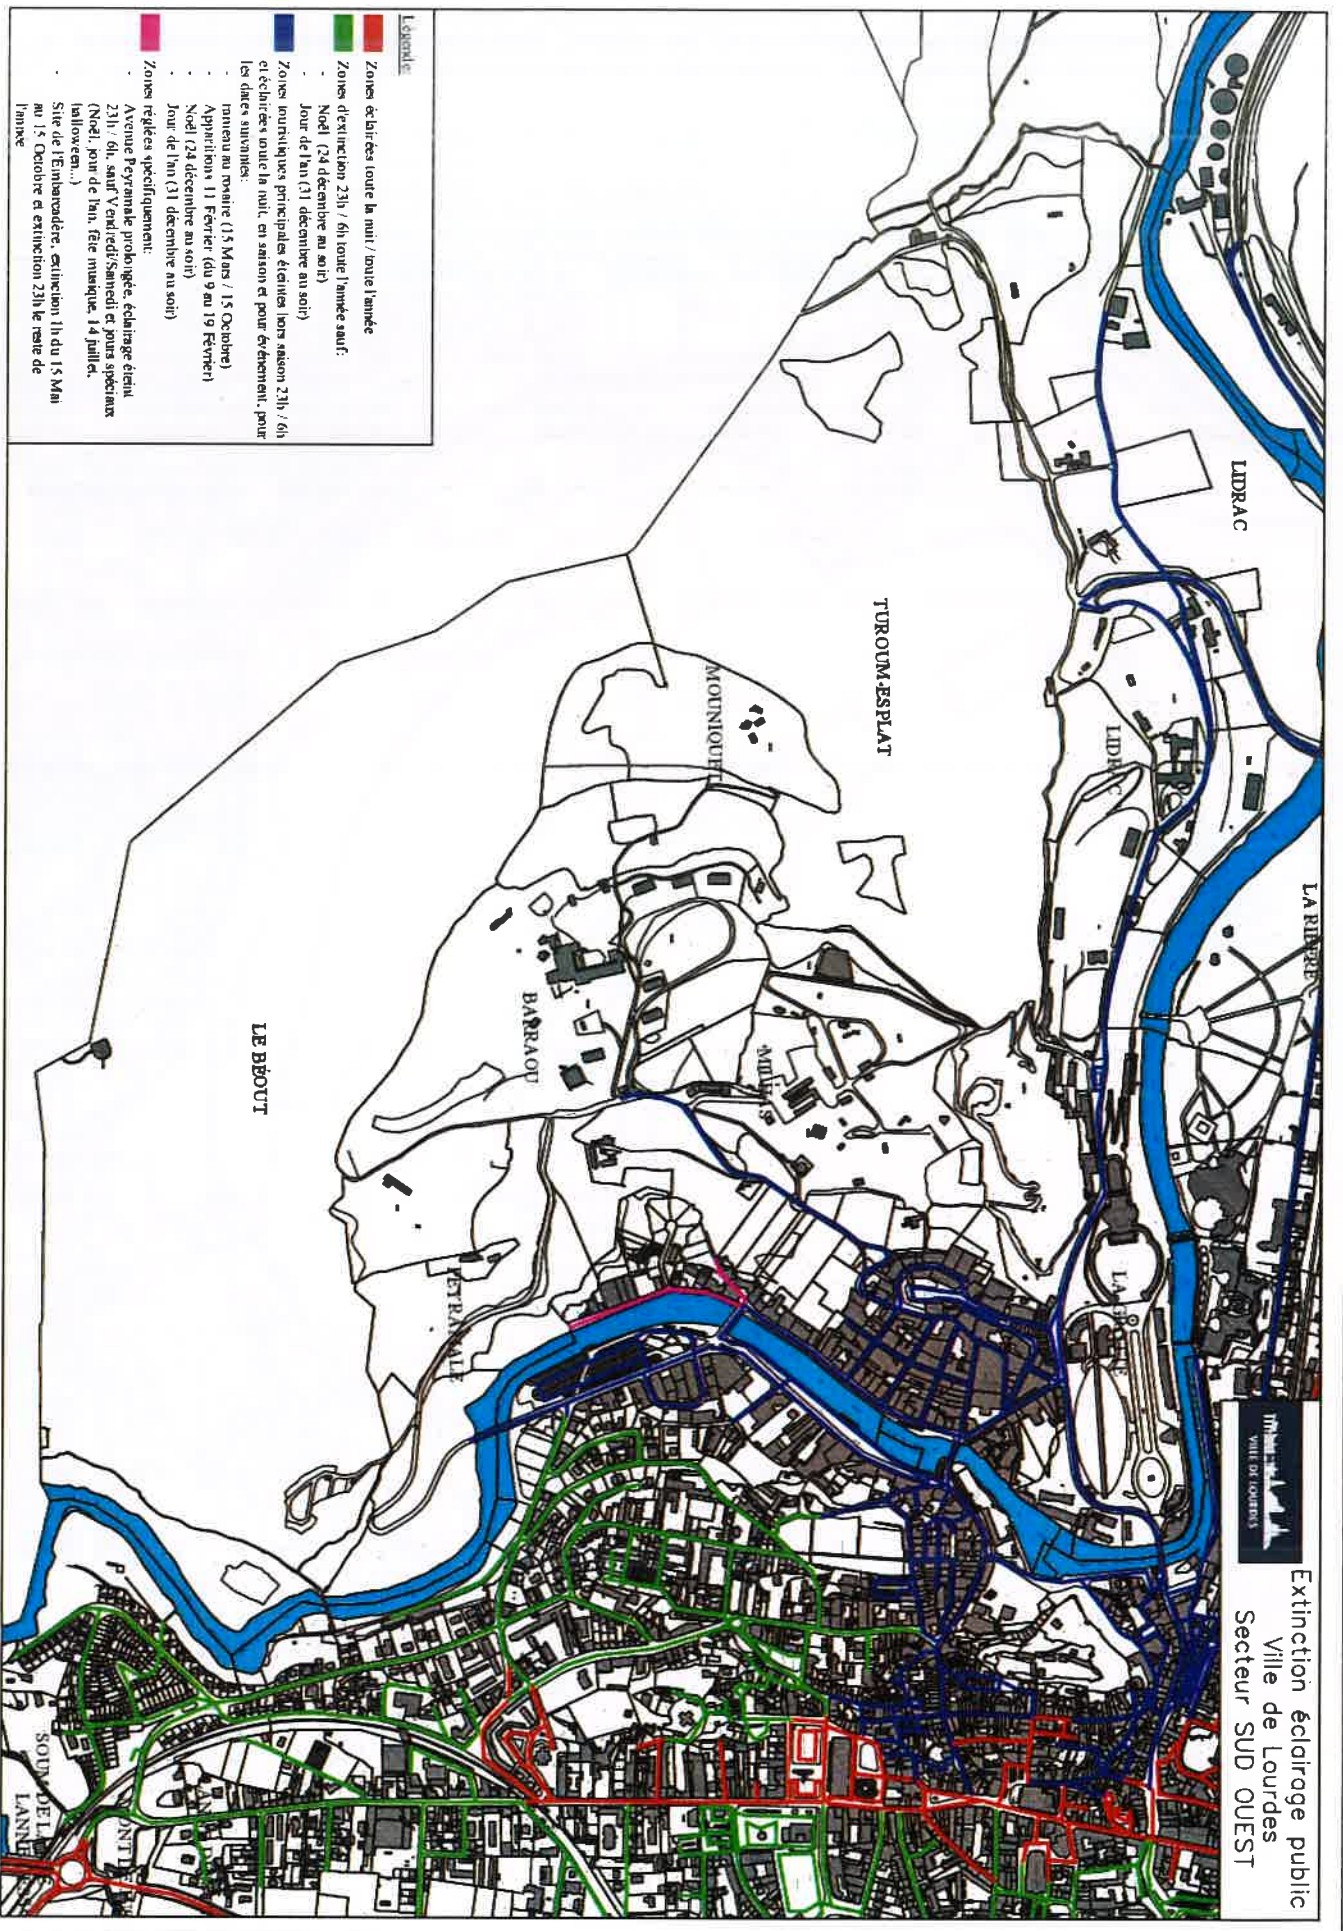 Extinction éclairage public
Ville de Lourdes
Secteur SUD OUEST
VILLE DE LOURDES
LIDRAC
LA RIBERE
TUROUM-ESPLAT
MOUNIQUET
LIDRAC
BARRAOU
LE BÉOUT
PEYRAMALE
SOUM DE LA
LANNE
Légende:
Zones éclairées toute la nuit / toute l'année
Zones d'extinction 23h / 6h toute l'année sauf:
- Noël (24 décembre au soir)
- Jour de l'an (31 décembre au soir)
Zones touristiques principales éteintes hors saison 23h / 6h
et éclairées toute la nuit, en saison et pour événement, pour
les dates suivantes:
- rameau au rosaire (15 Mars / 15 Octobre)
- Apparitions 11 Février (du 9 au 19 Février)
- Noël (24 décembre au soir)
- Jour de l'an (31 décembre au soir)
Zones réglées spécifiquement:
- Avenue Peyramale prolongée, éclairage éteint
23h / 6h, sauf Vendredi/Samedi et jours spéciaux
(Noël, jour de l'an, fête musique, 14 juillet,
halloween...)
- Site de l'Embarcadère, extinction 1h du 15 Mai
au 15 Octobre et extinction 23h le reste de
l'année